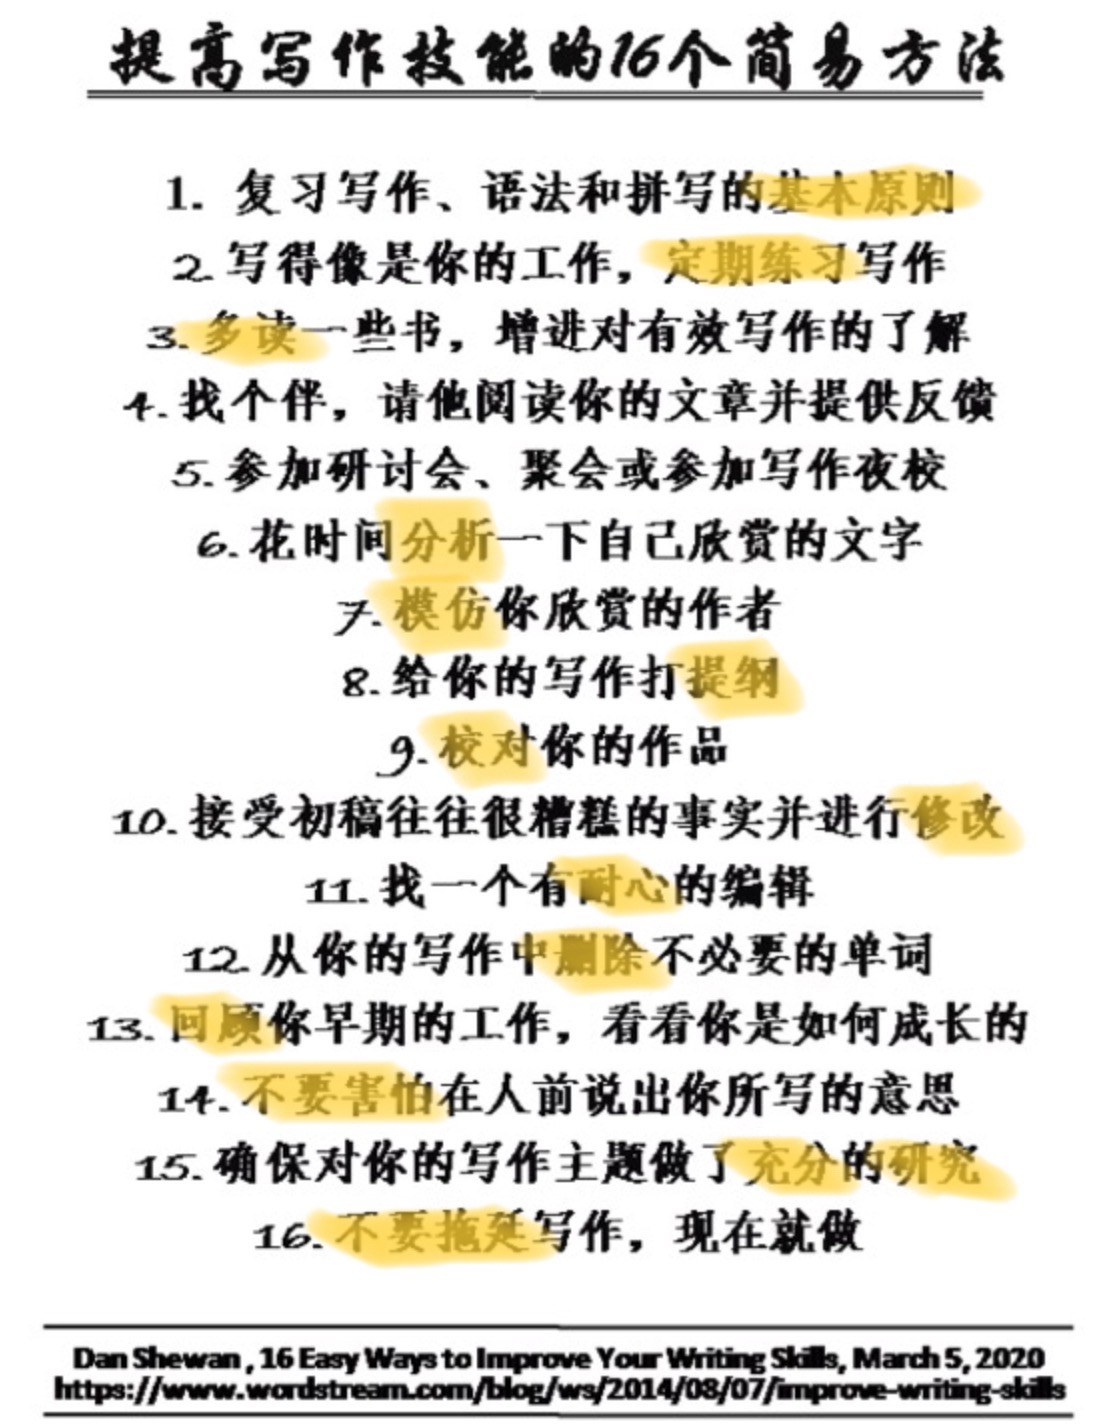 提高写作技能的16个简易方法
1. 复习写作、语法和拼写的基本原则
2. 写得像是你的工作，定期练习写作
3. 多读一些书，增进对有效写作的了解
4. 找个伴，请他阅读你的文章并提供反馈
5. 参加研讨会、聚会或参加写作夜校
6. 花时间分析一下自己欣赏的文字
7. 模仿你欣赏的作者
8. 给你的写作打提纲
9. 校对你的作品
10. 接受初稿往往很糟糕的事实并进行修改
11. 找一个有耐心的编辑
12. 从你的写作中删除不必要的单词
13. 回顾你早期的工作，看看你是如何成长的
14. 不要害怕在人前说出你所写的意思
15. 确保对你的写作主题做了充分的研究
16. 不要拖延写作，现在就做
Dan Shewan , 16 Easy Ways to Improve Your Writing Skills, March 5, 2020
https://www.wordstream.com/blog/ws/2014/08/07/improve-writing-skills